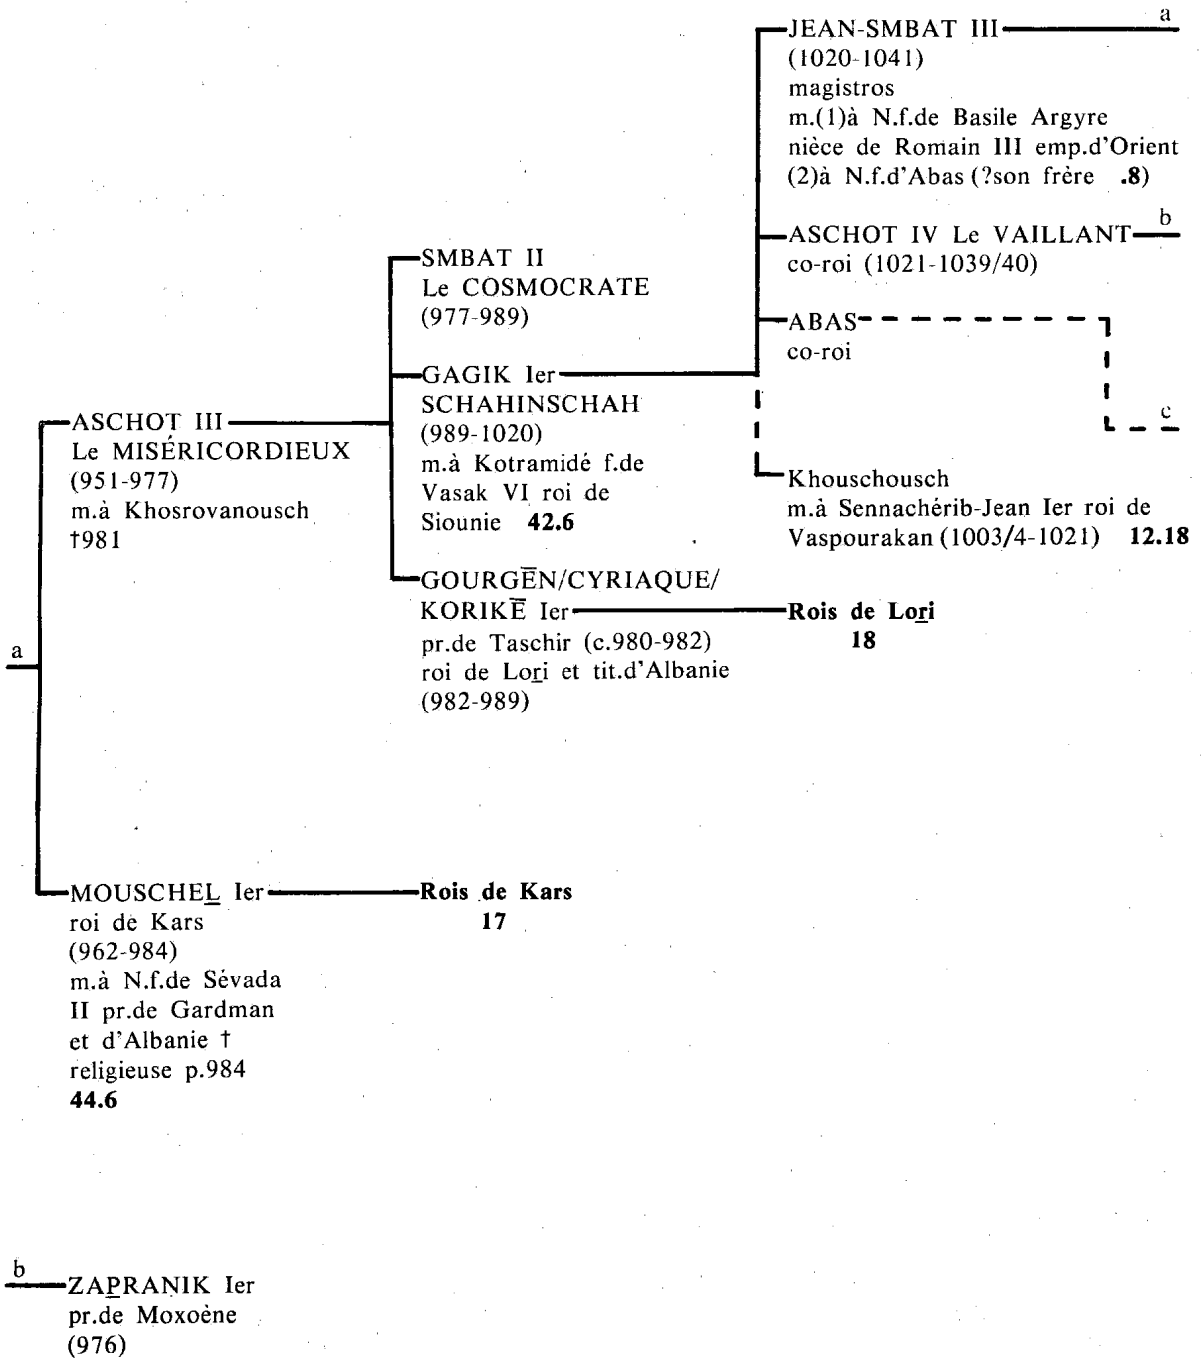 a
JEAN-SMBAT III
(1020-1041)
magistros
m.(1)à N.f.de Basile Argyre
nièce de Romain III emp.d'Orient
(2)à N.f.d'Abas (?son frère .8)
b
ASCHOT IV Le VAILLANT
co-roi (1021-1039/40)
ABAS
co-roi
c
Khouschousch
m.à Sennachérib-Jean Ier roi de
Vaspourakan (1003/4-1021) 12.18
SMBAT II
Le COSMOCRATE
(977-989)
GAGIK Ier
SCHAHINSCHAH
(989-1020)
m.à Kotramidé f.de
Vasak VI roi de
Siounie 42.6
GOURGĒN/CYRIAQUE/
KORIKĒ Ier
pr.de Taschir (c.980-982)
roi de Loṟi et tit.d'Albanie
(982-989)
Rois de Loṟi
18
ASCHOT III
Le MISÉRICORDIEUX
(951-977)
m.à Khosrovanousch
†981
a
MOUSCHEḺ Ier
roi de Kars
(962-984)
m.à N.f.de Sévada
II pr.de Gardman
et d'Albanie †
religieuse p.984
44.6
Rois de Kars
17
b
ZAP̱RANIK Ier
pr.de Moxoène
(976)